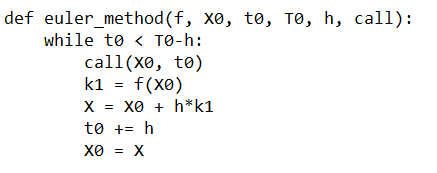 def euler_method(f, X0, t0, T0, h, call):
    while t0 < T0-h:
        call(X0, t0)
        k1 = f(X0)
        X = X0 + h*k1
        t0 += h
        X0 = X